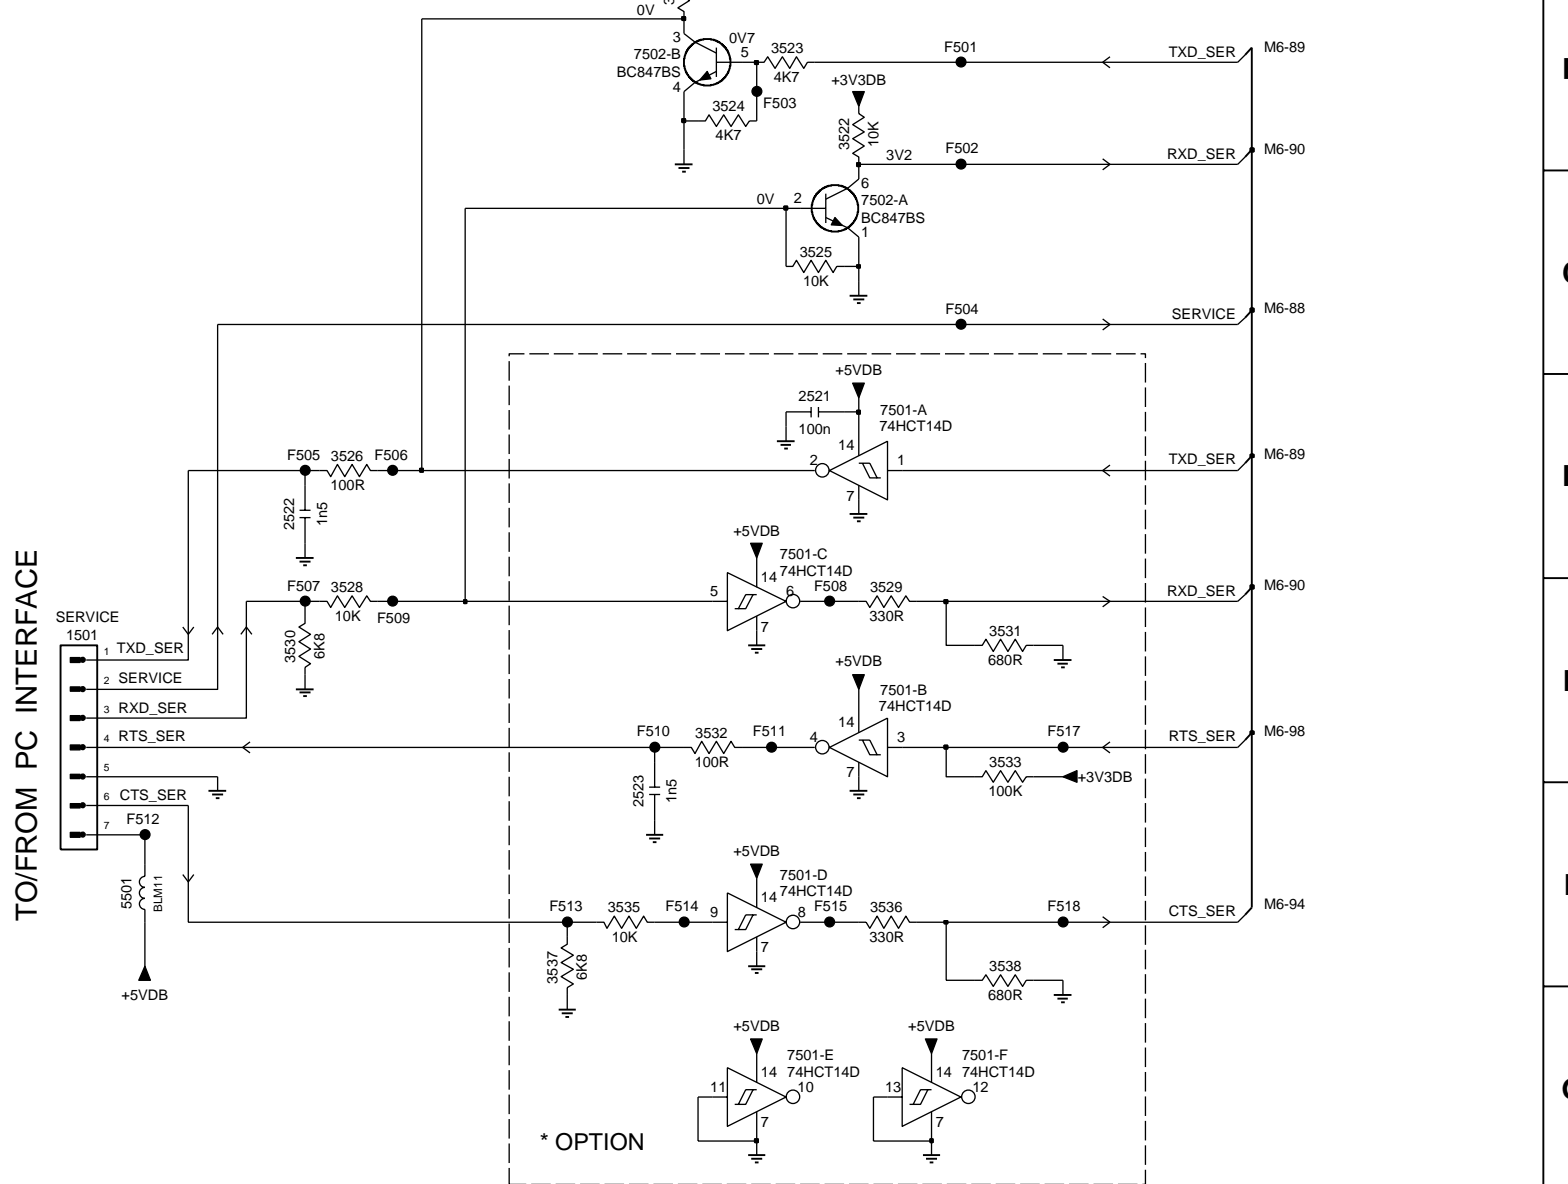 0V
3
0V7
7502-B
5
3523
F501
TXD_SER
M6-89
BC847BS
4K7
4
F503
+3V3DB
3524
4K7
3522
10K
3V2
F502
RXD_SER
M6-90
6
0V
2
7502-A
BC847BS
1
3525
10K
F504
SERVICE
M6-88
+5VDB
2521
100n
7501-A
74HCT14D
14
F505
3526
F506
2
1
TXD_SER
M6-89
100R
7
2522
1n5
+5VDB
7501-C
74HCT14D
14
F507
3528
5
6
F508
3529
RXD_SER
M6-90
10K
F509
330R
7
3530
6K8
3531
680R
TO/FROM PC INTERFACE
SERVICE
1501
1
TXD_SER
2
SERVICE
3
RXD_SER
4
RTS_SER
5
6
CTS_SER
7
F512
5501
BLM11
+5VDB
+5VDB
7501-B
74HCT14D
14
F510
3532
F511
4
3
F517
RTS_SER
M6-98
100R
7
3533
100K
+3V3DB
2523
1n5
+5VDB
7501-D
74HCT14D
14
F513
3535
F514
9
8
F515
3536
F518
CTS_SER
M6-94
10K
330R
7
3537
6K8
3538
680R
+5VDB
7501-E
74HCT14D
14
11
10
7
+5VDB
7501-F
74HCT14D
14
13
12
7
* OPTION